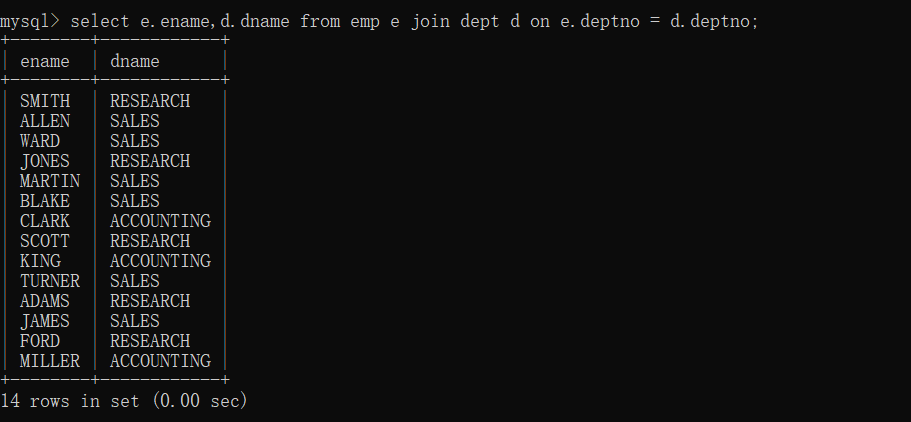 mysql> select e.ename,d.dname from emp e join dept d on e.deptno = d.deptno;
+--------+------------+
| ename  | dname      |
+--------+------------+
| SMITH  | RESEARCH   |
| ALLEN  | SALES      |
| WARD   | SALES      |
| JONES  | RESEARCH   |
| MARTIN | SALES      |
| BLAKE  | SALES      |
| CLARK  | ACCOUNTING |
| SCOTT  | RESEARCH   |
| KING   | ACCOUNTING |
| TURNER | SALES      |
| ADAMS  | RESEARCH   |
| JAMES  | SALES      |
| FORD   | RESEARCH   |
| MILLER | ACCOUNTING |
+--------+------------+
14 rows in set (0.00 sec)